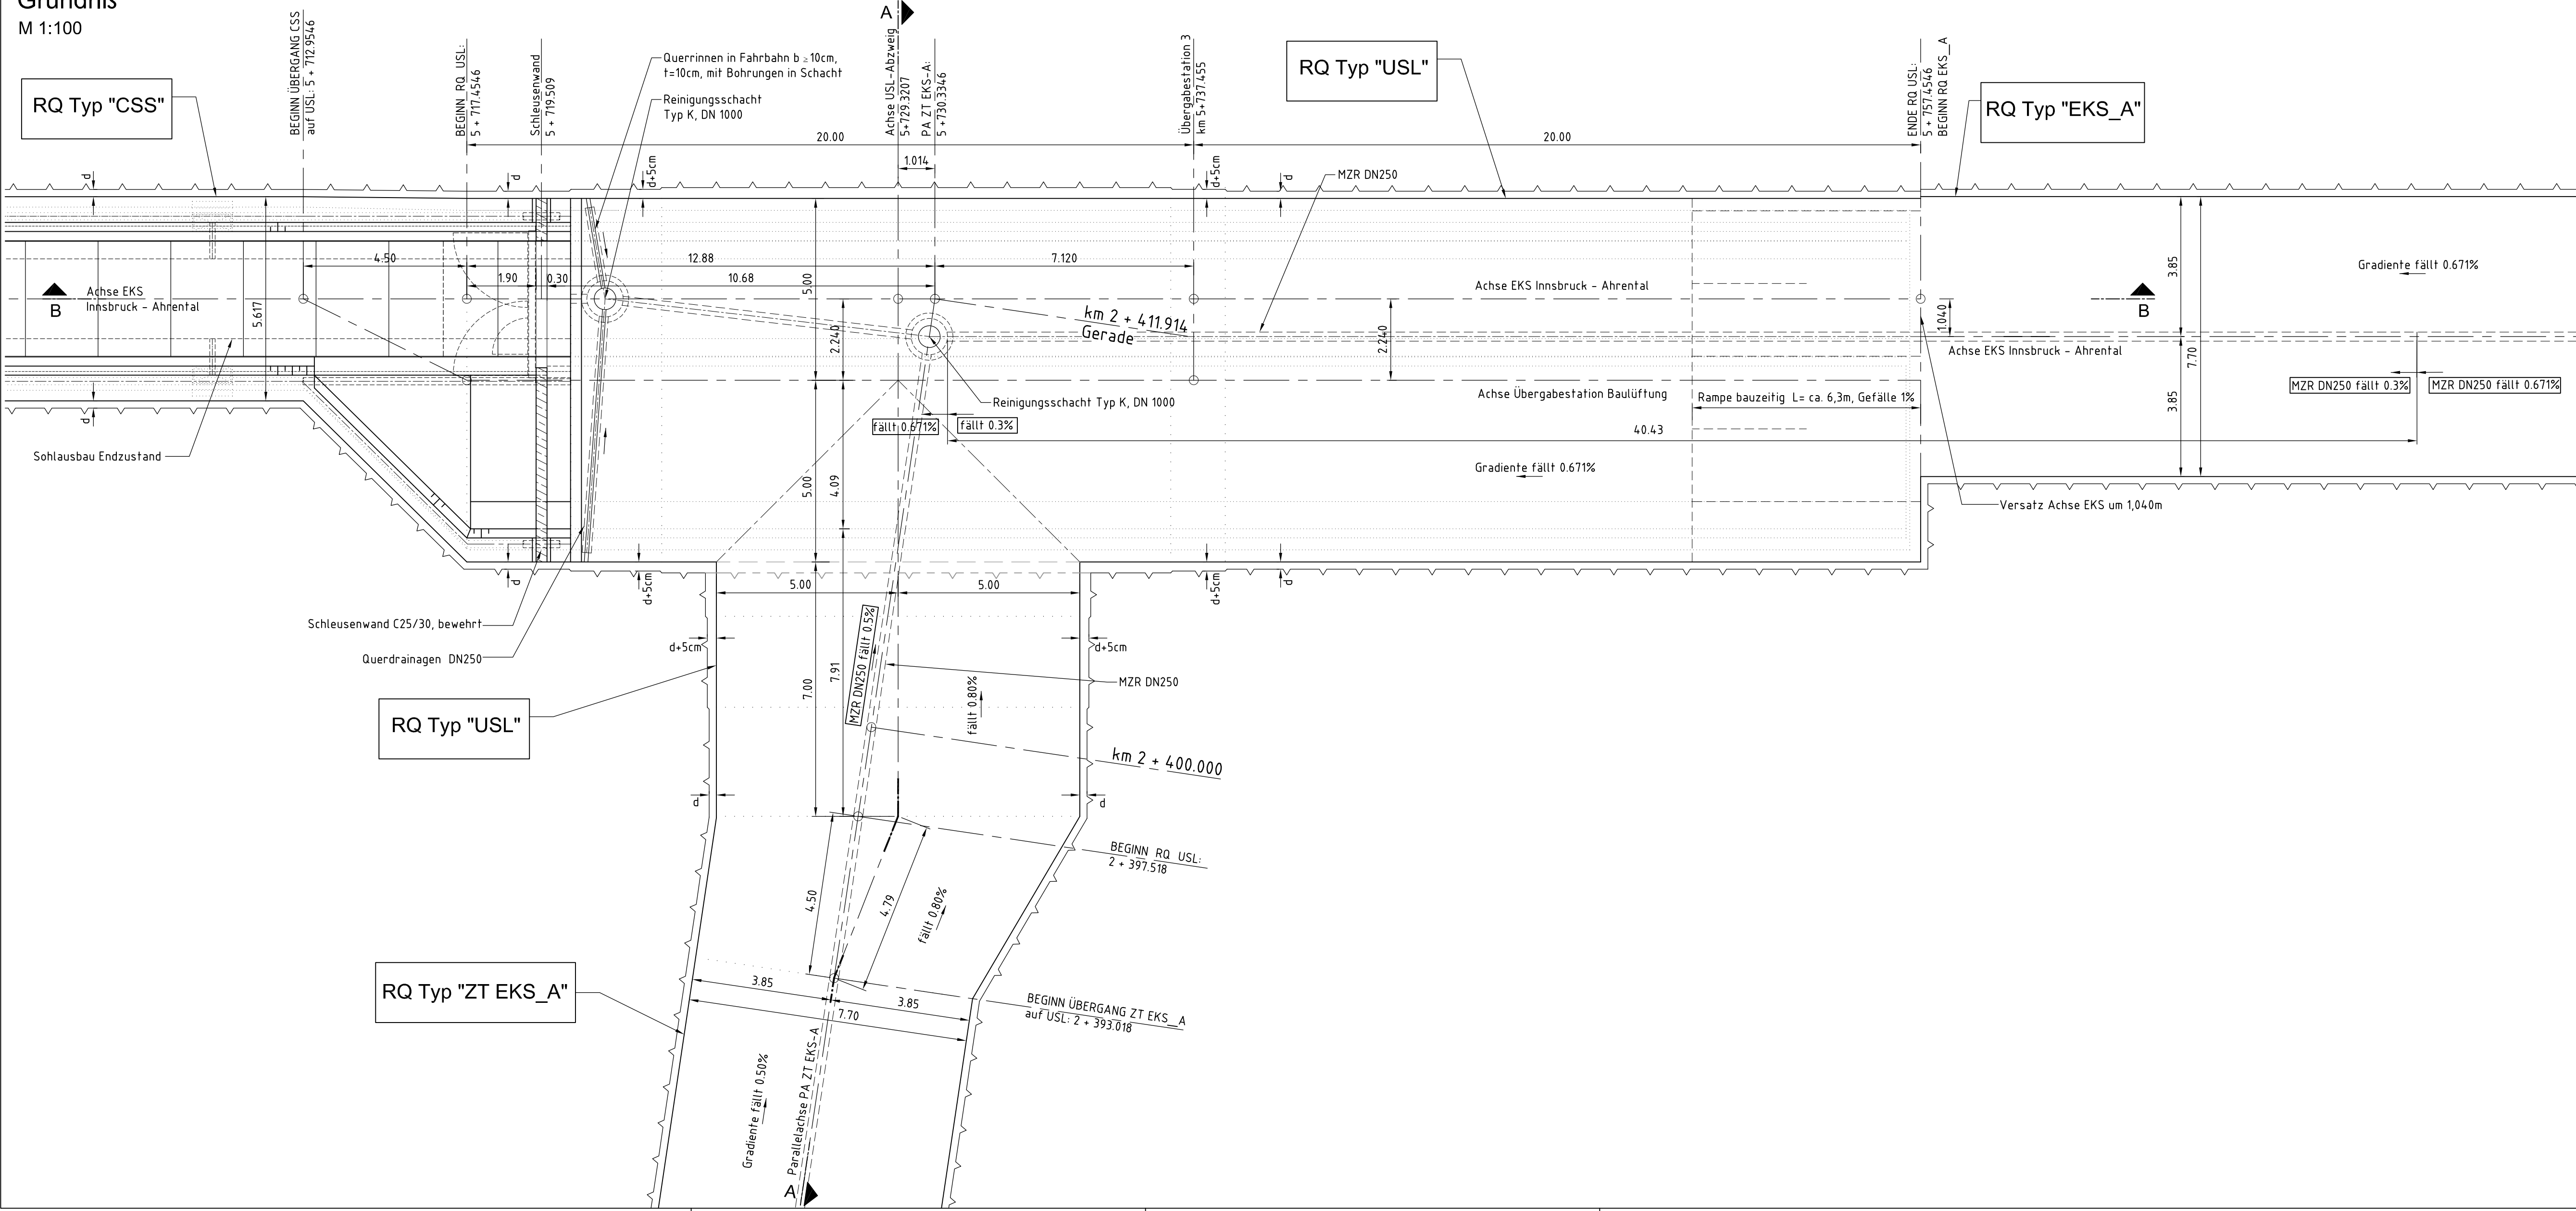 Grundriß
M 1:100
RQ Typ "CSS"
BEGINN ÜBERGANG CSS
auf USL: 5 + 712.9546
BEGINN RQ USL:
5 + 717.4546
Schleusenwand
5 + 719.509
Querrinnen in Fahrbahn b ≥10cm,
t=10cm, mit Bohrungen in Schacht
Reinigungsschacht
Typ K, DN 1000
A
Achse USL-Abzweig
5+729.3207
PA ZT EKS-A:
5 +730.3346
Übergabestation 3
km 5+737.455
RQ Typ "USL"
ENDE RQ USL:
5 + 757.4546
BEGINN RQ EKS_A
RQ Typ "EKS_A"
20.00
20.00
1.014
d
d
d+5cm
d+5cm
d
MZR DN250
4.50
12.88
7.120
1.90
0.30
10.68
5.00
5.617
B
Achse EKS
Innsbruck - Ahrental
2.240
km 2 + 411.914
Gerade
2.240
Achse EKS Innsbruck - Ahrental
1.040
3.85
7.70
Gradiente fällt 0.671%
B
Achse EKS Innsbruck - Ahrental
MZR DN250 fällt 0.3%
MZR DN250 fällt 0.671%
3.85
d
Reinigungsschacht Typ K, DN 1000
Achse Übergabestation Baulüftung
Rampe bauzeitig L= ca. 6,3m, Gefälle 1%
fällt 0.671%
fällt 0.3%
40.43
Sohlausbau Endzustand
5.00
4.09
Gradiente fällt 0.671%
Versatz Achse EKS um 1,040m
d
d+5cm
d+5cm
d
5.00
5.00
Schleusenwand C25/30, bewehrt
Querdrainagen DN250
d+5cm
d+5cm
MZR DN250 fällt 0.5%
7.00
7.91
MZR DN250
fällt 0.80%
RQ Typ "USL"
km 2 + 400.000
d
d
BEGINN RQ USL:
2 + 397.518
4.50
4.79
fällt 0.80%
RQ Typ "ZT EKS_A"
3.85
3.85
7.70
BEGINN ÜBERGANG ZT EKS_A
auf USL: 2 + 393.018
Gradiente fällt 0.50%
Parallelachse PA ZT EKS-A
A